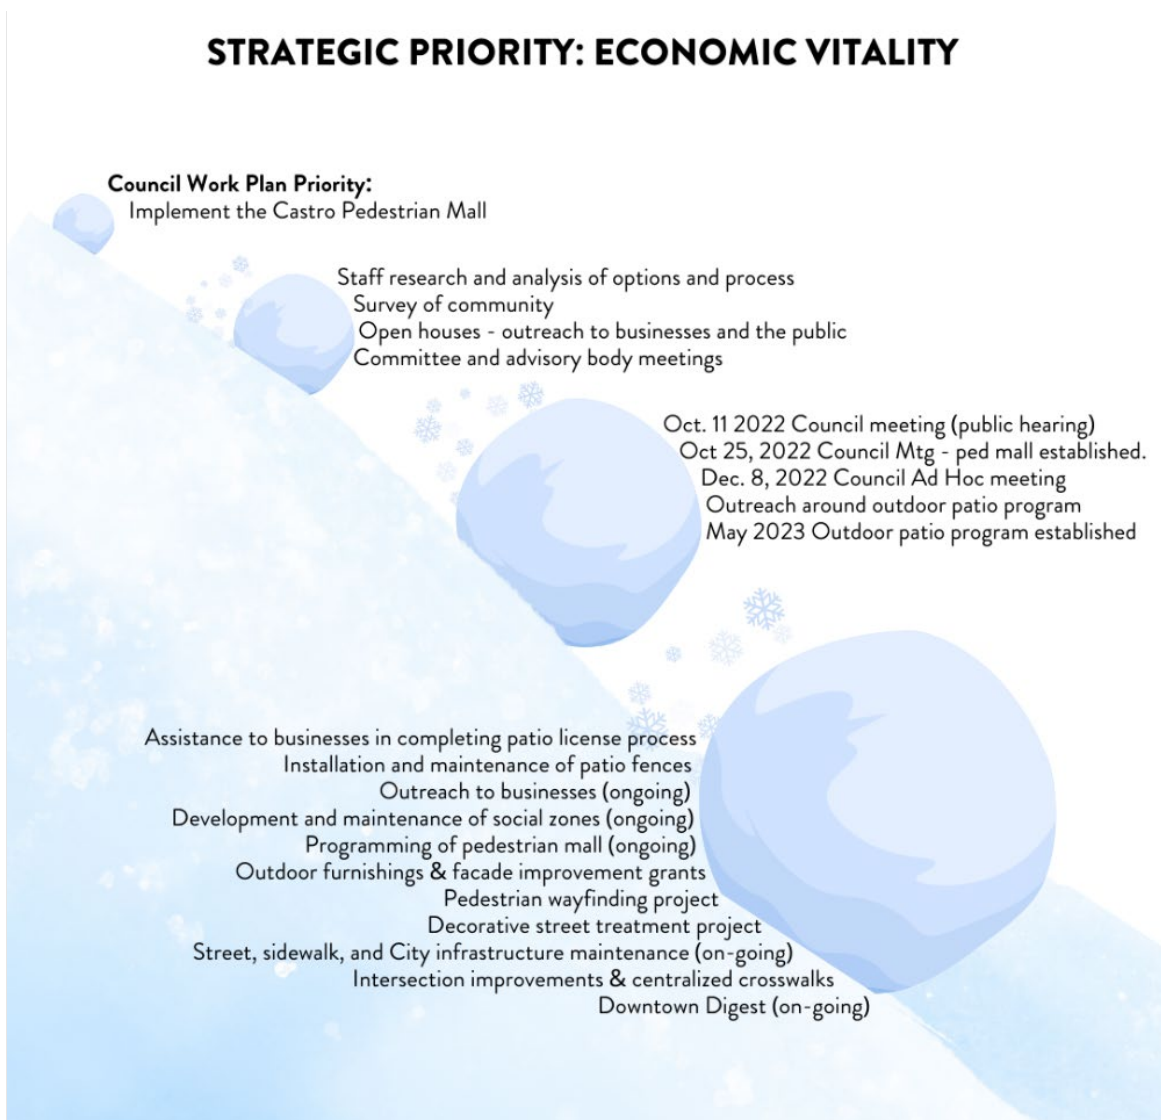 STRATEGIC PRIORITY: ECONOMIC VITALITY
Council Work Plan Priority:
Implement the Castro Pedestrian Mall
Staff research and analysis of options and process
Survey of community
Open houses - outreach to businesses and the public
Committee and advisory body meetings
Oct. 11 2022 Council meeting (public hearing)
Oct 25, 2022 Council Mtg - ped mall established.
Dec. 8, 2022 Council Ad Hoc meeting
Outreach around outdoor patio program
May 2023 Outdoor patio program established
Assistance to businesses in completing patio license process
Installation and maintenance of patio fences
Outreach to businesses (ongoing)
Development and maintenance of social zones (ongoing)
Programming of pedestrian mall (ongoing)
Outdoor furnishings & facade improvement grants
Pedestrian wayfinding project
Decorative street treatment project
Street, sidewalk, and City infrastructure maintenance (on-going)
Intersection improvements & centralized crosswalks
Downtown Digest (on-going)